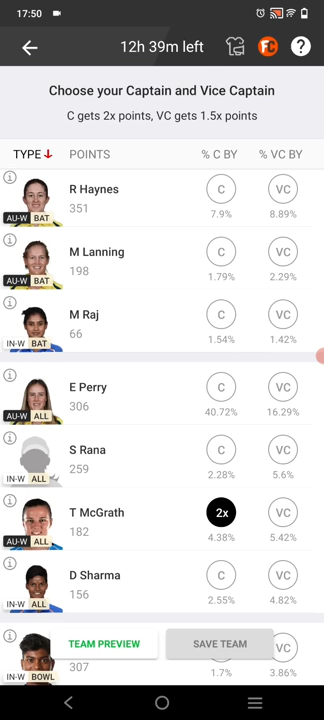 17:50
12h 39m left
FC
?
Choose your Captain and Vice Captain
C gets 2x points, VC gets 1.5x points
TYPE POINTS % C BY % VC BY
i
R Haynes
351
AU-W BAT
C
7.9%
VC
8.89%
i
M Lanning
198
AU-W BAT
C
1.79%
VC
2.29%
i
M Raj
66
IN-W BAT
C
1.54%
VC
1.42%
i
E Perry
306
AU-W ALL
C
40.72%
VC
16.29%
i
S Rana
259
IN-W ALL
C
2.28%
VC
5.6%
i
T McGrath
182
AU-W ALL
2x
4.38%
VC
5.42%
i
D Sharma
156
IN-W ALL
C
2.55%
VC
4.82%
i
307
IN-W BOWL
1.7%
VC
3.86%
TEAM PREVIEW
SAVE TEAM